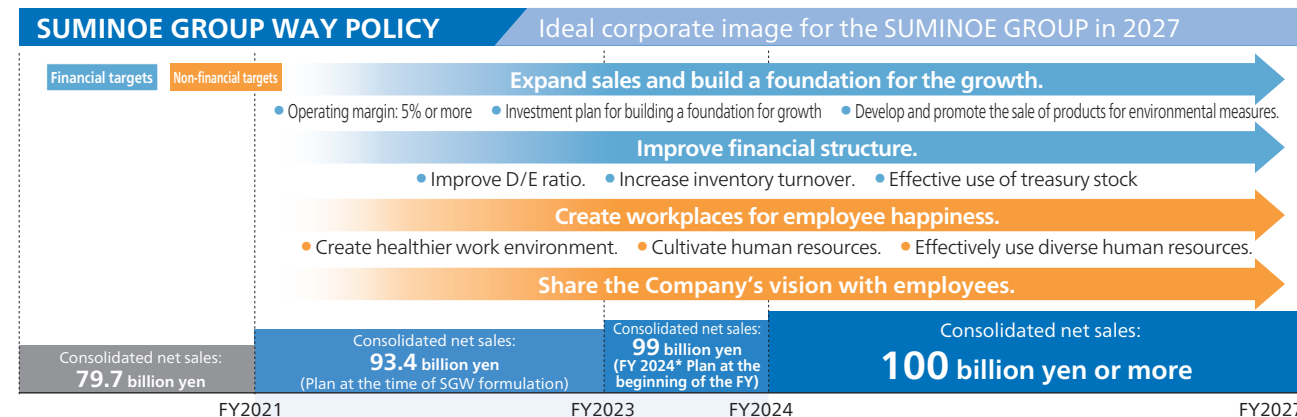 SUMINOE GROUP WAY POLICY
Ideal corporate image for the SUMINOE GROUP in 2027
Financial targets
Non-financial targets
Expand sales and build a foundation for the growth.
● Operating margin: 5% or more ● Investment plan for building a foundation for growth ● Develop and promote the sale of products for environmental measures.
Improve financial structure.
● Improve D/E ratio. ● Increase inventory turnover. ● Effective use of treasury stock
Create workplaces for employee happiness.
● Create healthier work environment. ● Cultivate human resources. ● Effectively use diverse human resources.
Share the Company's vision with employees.
Consolidated net sales:
79.7 billion yen
Consolidated net sales:
93.4 billion yen
(Plan at the time of SGW formulation)
Consolidated net sales:
99 billion yen
(FY 2024* Plan at the
beginning of the FY)
Consolidated net sales:
100 billion yen or more
FY2021
FY2023
FY2024
FY2027